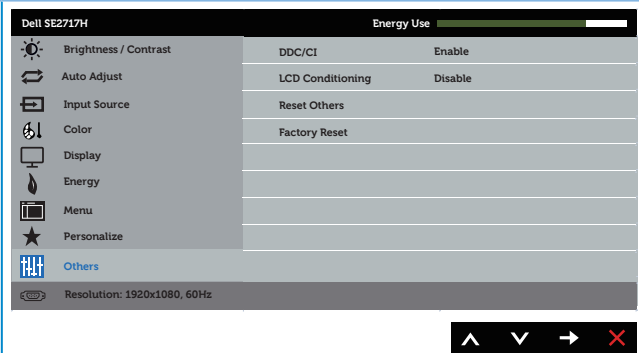 Dell SE2717H Energy Use
Brightness / Contrast
Auto Adjust
Input Source
Color
Display
Energy
Menu
Personalize
Others
DDC/CI Enable
LCD Conditioning Disable
Reset Others
Factory Reset
Resolution: 1920x1080, 60Hz